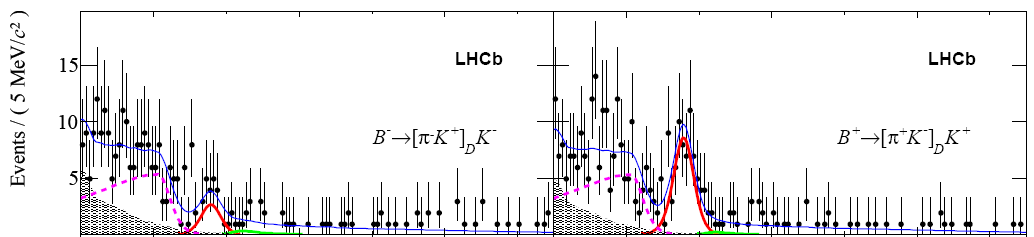 Events / ( 5 MeV/c² )
15
10
5
LHCb
B⁻→[π⁻K⁺]_D K⁻
LHCb
B⁺→[π⁺K⁻]_D K⁺